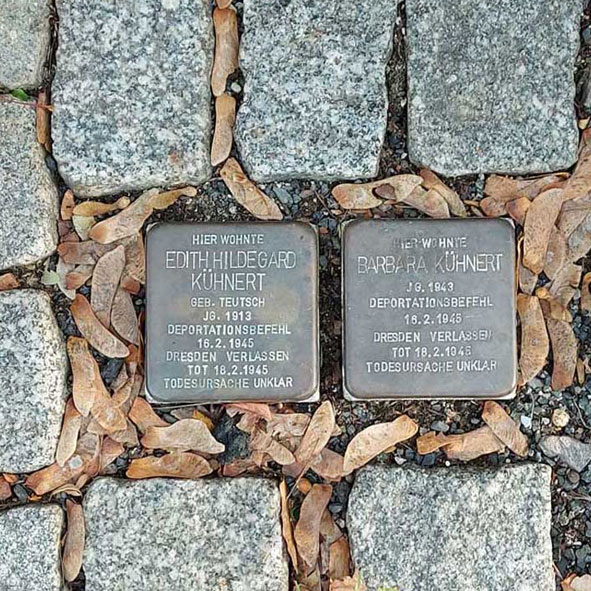 HIER WOHNTE
EDITH HILDEGARD
KÜHNERT
GEB. TEUTSCH
JG. 1913
DEPORTATIONSBEFEHL
16.2.1945
DRESDEN VERLASSEN
TOT 18.2.1945
TODESURSACHE UNKLAR
HIER WOHNTE
BARBARA KÜHNERT
JG. 1943
DEPORTATIONSBEFEHL
16.2.1945
DRESDEN VERLASSEN
TOT 18.2.1945
TODESURSACHE UNKLAR